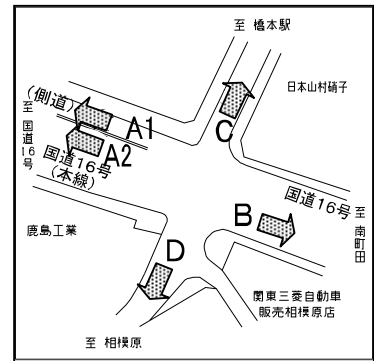 至 橋本駅
日本山村硝子
(側道)
A1
至 国道16号
A2
C
国道16号
(本線)
国道16号
B
至 南町田
鹿島工業
D
関東三菱自動車
販売相模原店
至 相模原